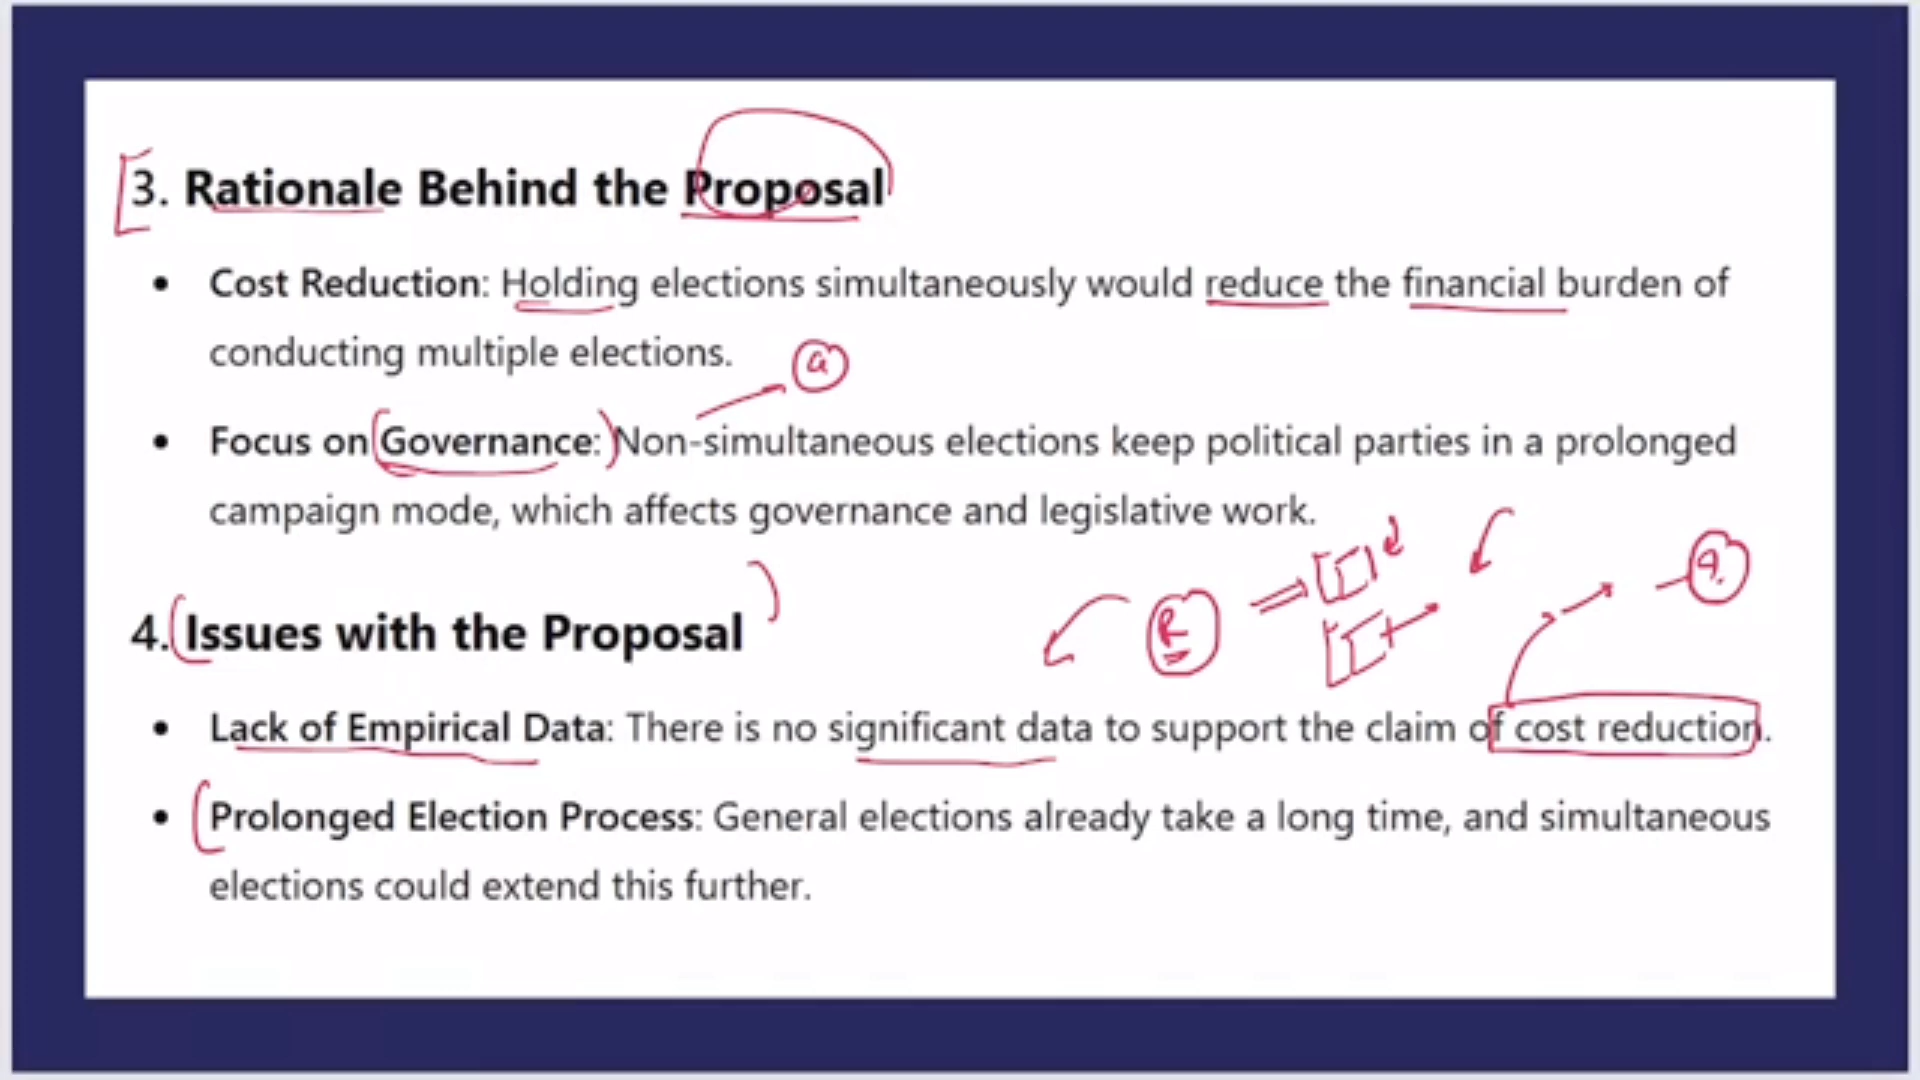 3. Rationale Behind the Proposal
• Cost Reduction: Holding elections simultaneously would reduce the financial burden of
conducting multiple elections.
a
• Focus on Governance: Non-simultaneous elections keep political parties in a prolonged
campaign mode, which affects governance and legislative work.
4. Issues with the Proposal
R
• Lack of Empirical Data: There is no significant data to support the claim of cost reduction.
• Prolonged Election Process: General elections already take a long time, and simultaneous
elections could extend this further.